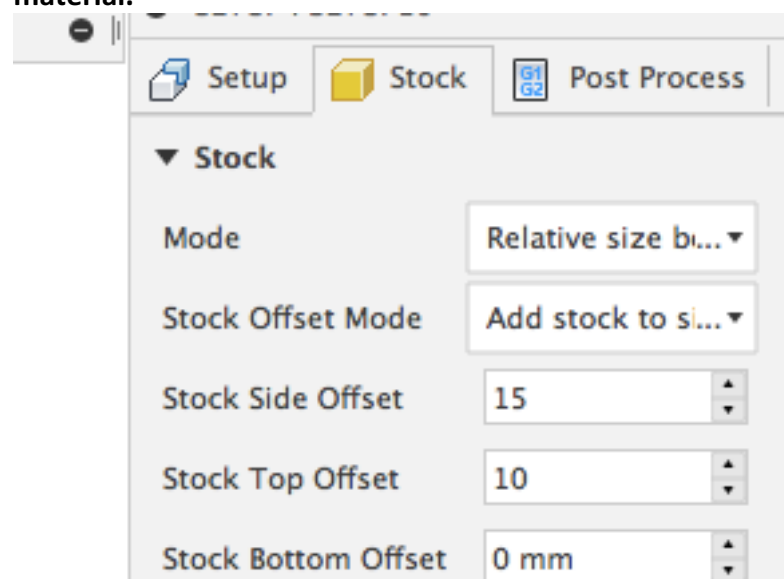 material.
Setup Stock G1 G2 Post Process
Stock
Mode Relative size b...
Stock Offset Mode Add stock to si...
Stock Side Offset 15
Stock Top Offset 10
Stock Bottom Offset 0 mm